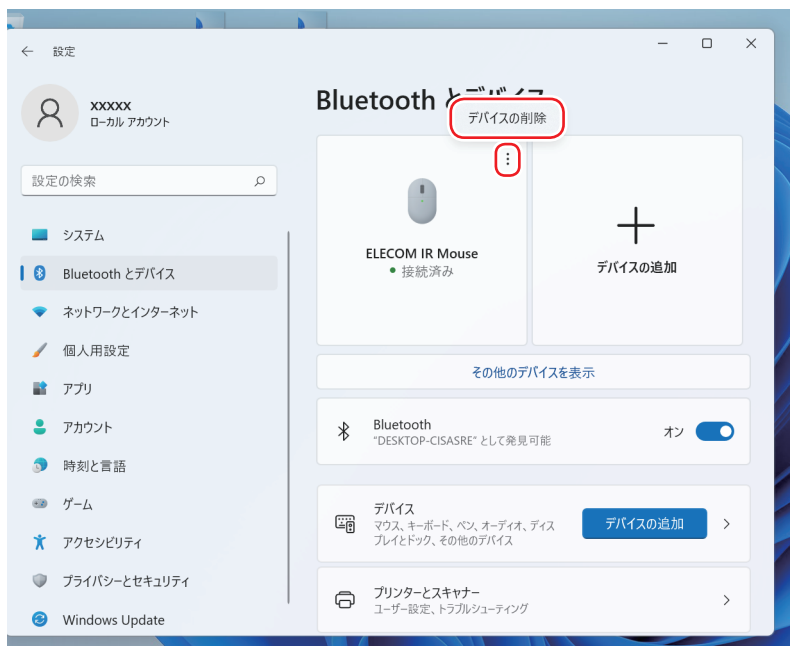 設定
xxxxx
ローカル アカウント
設定の検索
システム
Bluetooth とデバイス
ネットワークとインターネット
個人用設定
アプリ
アカウント
時刻と言語
ゲーム
アクセシビリティ
プライバシーとセキュリティ
Windows Update
Bluetooth とデバイス
デバイスの削除
ELECOM IR Mouse
接続済み
デバイスの追加
その他のデバイスを表示
Bluetooth
"DESKTOP-CISASRE" として発見可能
オン
デバイス
マウス、キーボード、ペン、オーディオ、ディス
プレイとドック、その他のデバイス
デバイスの追加
プリンターとスキャナー
ユーザー設定、トラブルシューティング